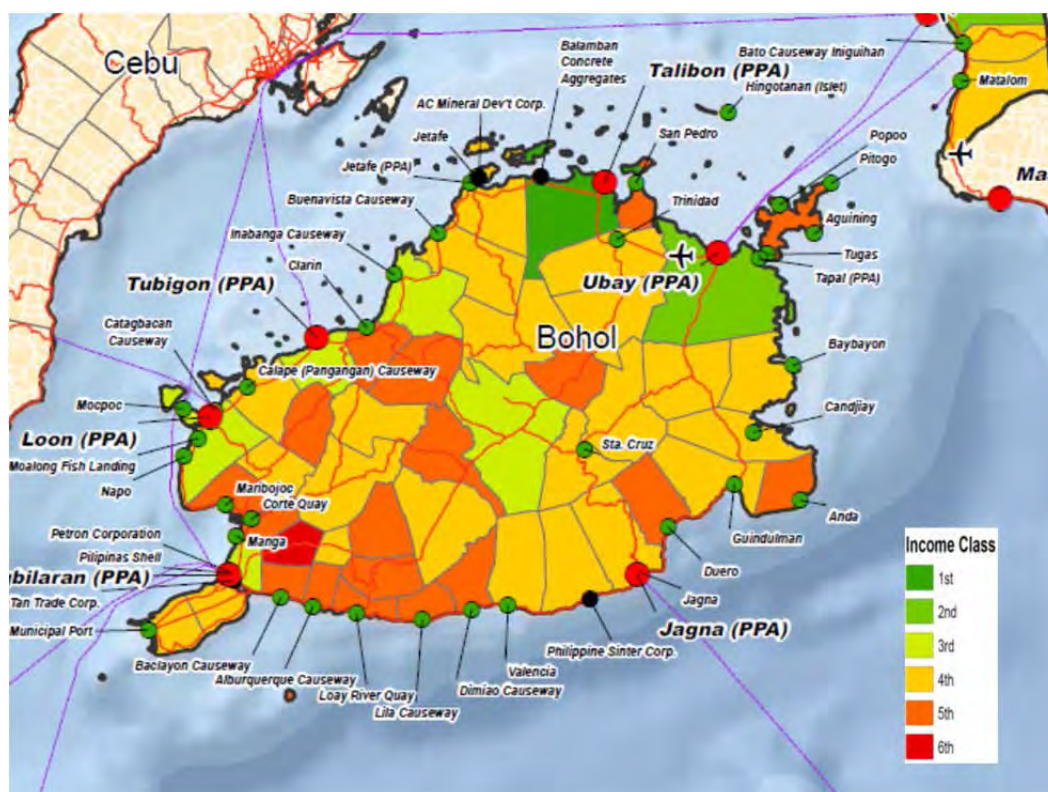 Cebu
Balamban
Concrete
Aggregates
Bato Causeway Iniguihan
Talibon (PPA)
Matalom
Hingotanan (Islet)
AC Mineral Dev't Corp.
Jetafe
San Pedro
Popoo
Pitogo
Jetafe (PPA)
Ma
Buenavista Causeway
Trinidad
Inabanga Causeway
Aguining
Clarin
Tugas
Tubigon (PPA)
Ubay (PPA)
Tapal (PPA)
Catagbacan
Causeway
Bohol
Baybayon
Calape (Pangangan) Causeway
Mocpoc
Candjiay
Loon (PPA)
Sta. Cruz
Moalong Fish Landing
Napo
Maribojoc
Corte Quay
Anda
Petron Corporation
Manga
Guindulman
Pilipinas Shell
Income Class
gbilaran (PPA)
Duero
1st
Tan Trade Corp.
Jagna
2nd
Municipal Port
Jagna (PPA)
3rd
Philippine Sinter Corp.
Baclayon Causeway
Valencia
4th
Alburquerque Causeway
Dimiao Causeway
Loay River Quay
Lila Causeway
5th
6th